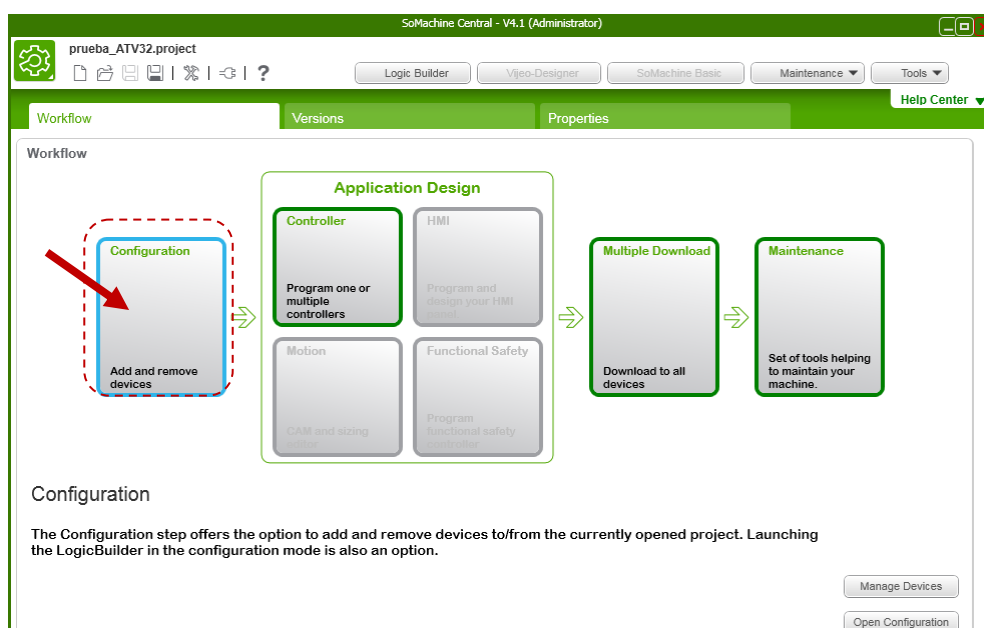 SoMachine Central - V4.1 (Administrator)
prueba_ATV32.project
?
Logic Builder
Vijeo-Designer
SoMachine Basic
Maintenance
Tools
Help Center
Workflow
Versions
Properties
Workflow
Application Design
Configuration
Add and remove
devices
Controller
Program one or
multiple
controllers
HMI
Program and
design your HMI
panel
Motion
CAM and sizing
editor
Functional Safety
Program
functional safety
controller
Multiple Download
Download to all
devices
Maintenance
Set of tools helping
to maintain your
machine.
Configuration
The Configuration step offers the option to add and remove devices to/from the currently opened project. Launching
the LogicBuilder in the configuration mode is also an option.
Manage Devices
Open Configuration